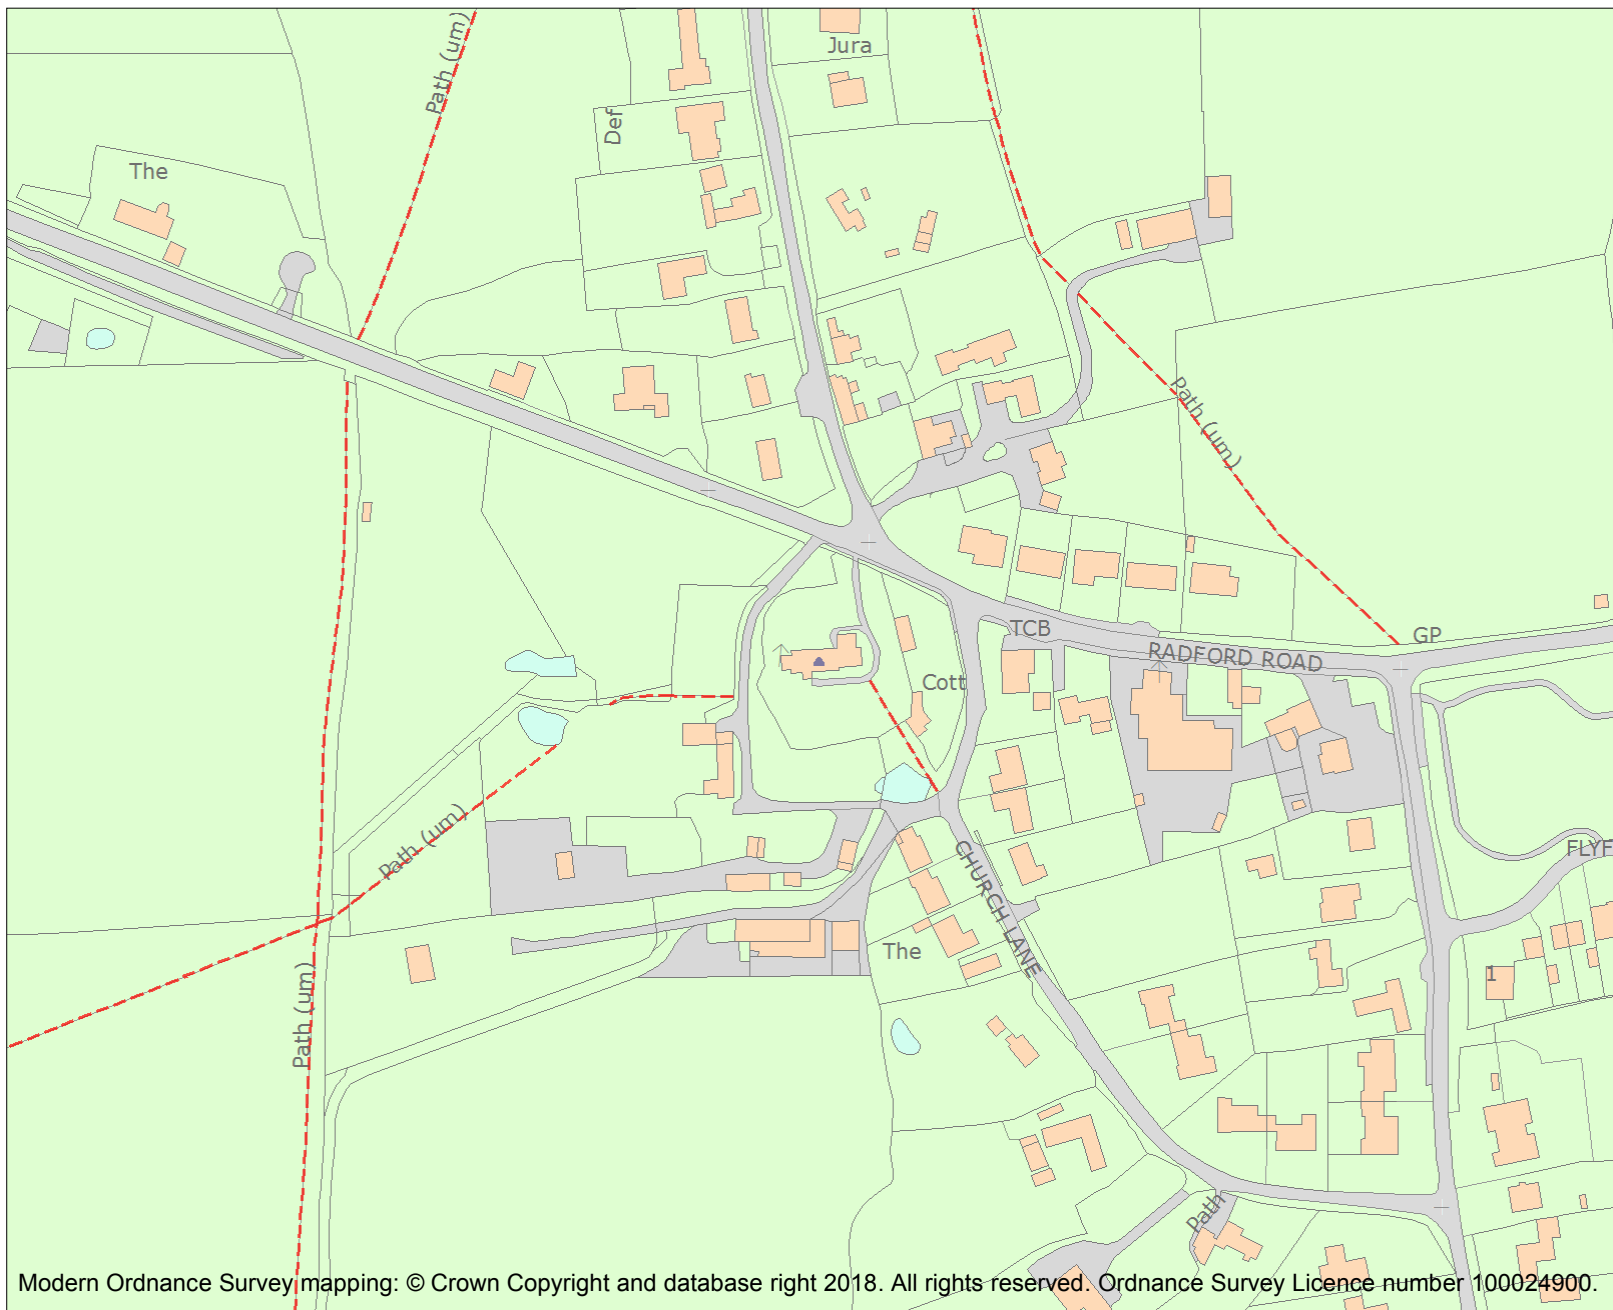 Path (um)
Jura
Def
The
Path (um)
TCB
GP
RADFORD ROAD
Cott
Path (um)
CHURCH LANE
FLYF
The
1
Path (um)
Path
Modern Ordnance Survey mapping: © Crown Copyright and database right 2018. All rights reserved. Ordnance Survey Licence number 100024900.